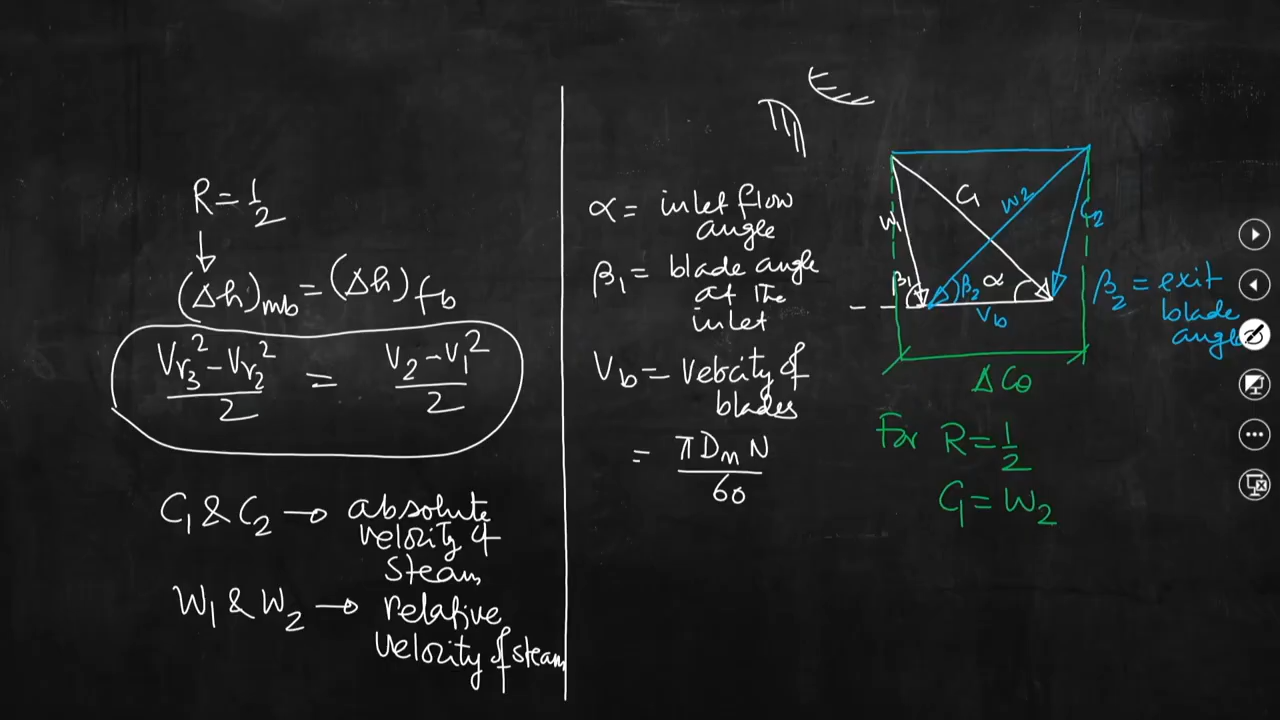 R = 1/2
(Δh)mb = (Δh)fb
Vr3² - Vr2² / 2 = V2 - V1² / 2
C1 & C2 → absolute
velocity of
steam
W1 & W2 → relative
velocity of steam
α = inlet flow
angle
β1 = blade angle
at the
inlet
Vb = velocity of
blades
= πDmN / 60
C1
W2
W1
C2
β1
β2
α
Vb
β2 = exit
blade
angle
ΔCθ
For R = 1/2
C1 = W2